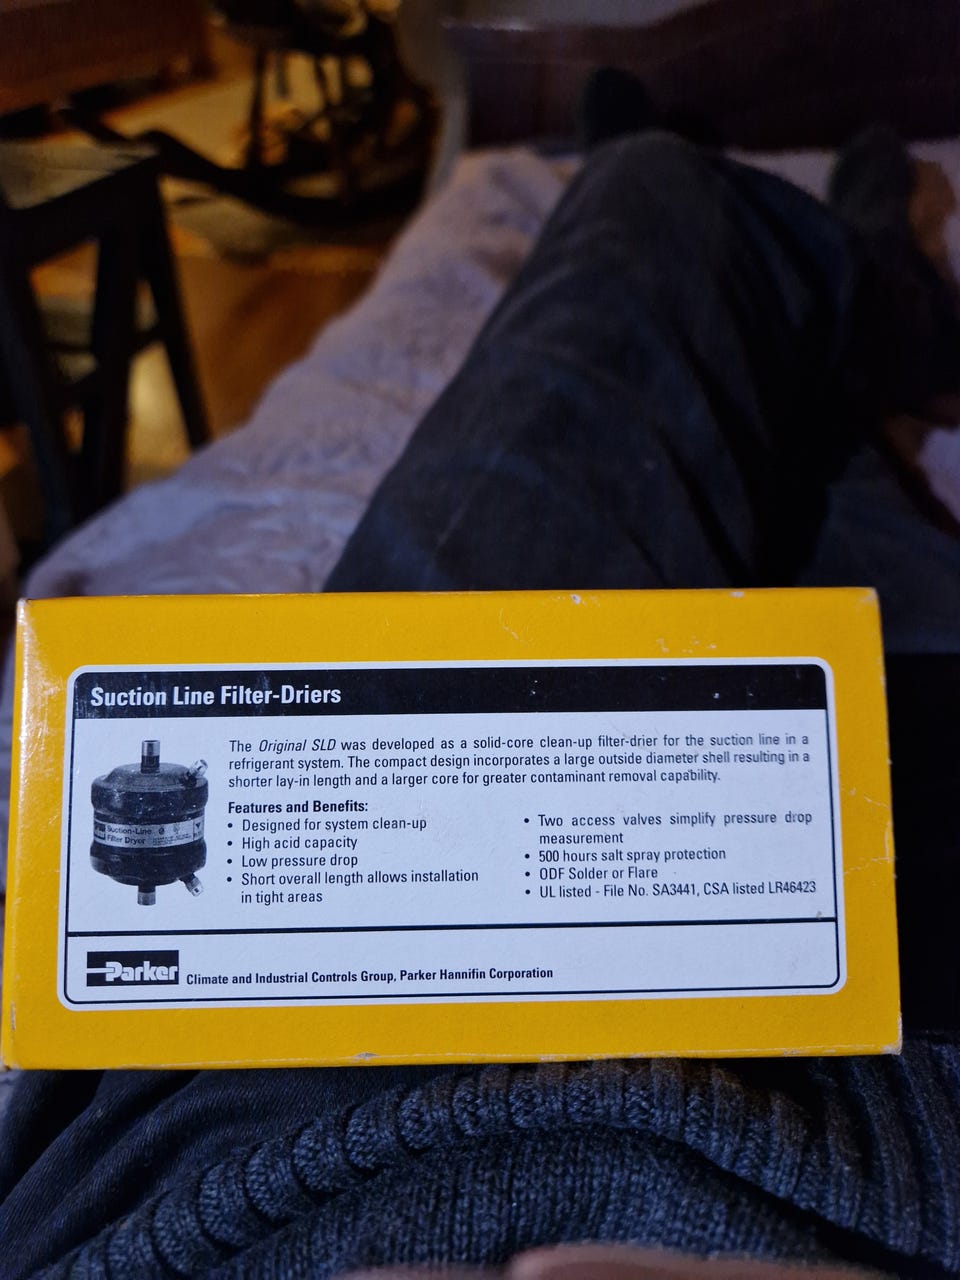 Suction Line Filter-Driers
The Original SLD was developed as a solid-core clean-up filter-drier for the suction line in a
refrigerant system. The compact design incorporates a large outside diameter shell resulting in a
shorter lay-in length and a larger core for greater contaminant removal capability.
Features and Benefits:
• Designed for system clean-up
• High acid capacity
• Low pressure drop
• Short overall length allows installation
in tight areas
• Two access valves simplify pressure drop
measurement
• 500 hours salt spray protection
• ODF Solder or Flare
• UL listed - File No. SA3441, CSA listed LR46423
Suction-Line
Filter Dryer
Parker
Climate and Industrial Controls Group, Parker Hannifin Corporation